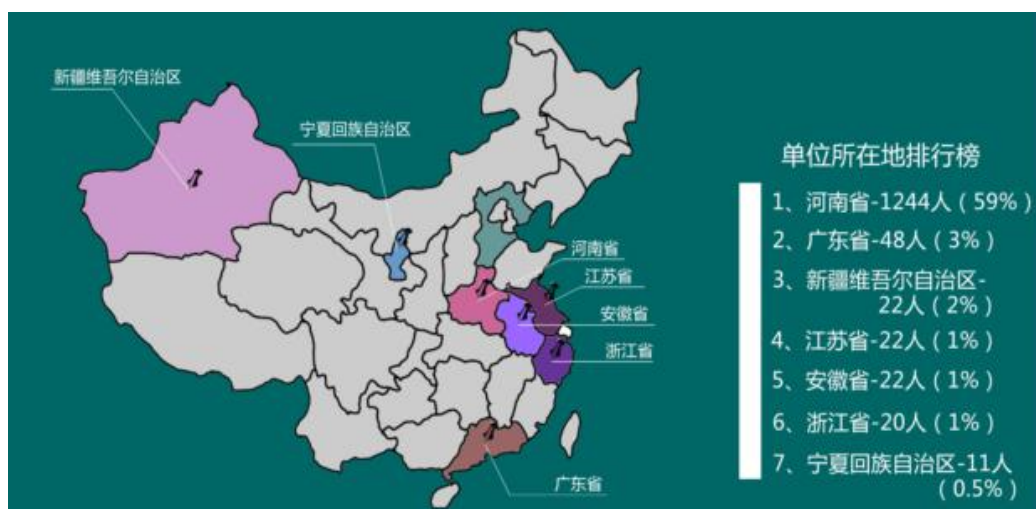 新疆维吾尔自治区
宁夏回族自治区
河南省
江苏省
安徽省
浙江省
广东省
单位所在地排行榜
1、河南省-1244人(59%)
2、广东省-48人(3%)
3、新疆维吾尔自治区-
22人(2%)
4、江苏省-22人(1%)
5、安徽省-22人(1%)
6、浙江省-20人(1%)
7、宁夏回族自治区-11人
(0.5%)